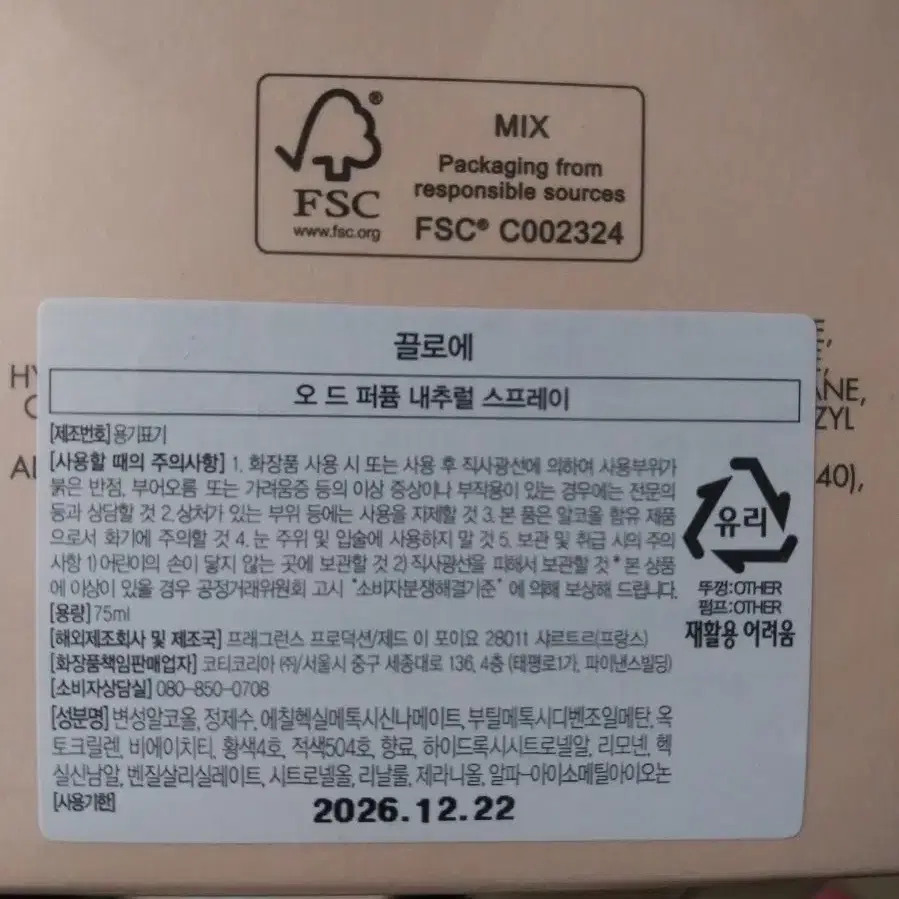 FSC®
www.fsc.org
MIX
Packaging from
responsible sources
FSC® C002324
끌로에
오 드 퍼퓸 내추럴 스프레이
[제조번호] 용기표기
[사용할 때의 주의사항] 1. 화장품 사용 시 또는 사용 후 직사광선에 의하여 사용부위가
붉은 반점, 부어오름 또는 가려움증 등의 이상 증상이나 부작용이 있는 경우에는 전문의
등과 상담할 것 2.상처가 있는 부위 등에는 사용을 자제할 것 3. 본 품은 알코올 함유 제품
으로서 화기에 주의할 것 4. 눈 주위 및 입술에 사용하지 말 것 5. 보관 및 취급 시의 주의
사항 1)어린이의 손이 닿지 않는 곳에 보관할 것 2) 직사광선을 피해서 보관할 것 * 본 상품
에 이상이 있을 경우 공정거래위원회 고시 "소비자분쟁해결기준" 에 의해 보상해 드립니다.
[용량] 75ml
[해외제조회사 및 제조국] 프래그런스 프로덕션/제드 이 포이요 28011 샤르트르(프랑스)
[화장품책임판매업자] 코티코리아 ㈜/서울시 중구 세종대로 136, 4층 (태평로1가, 파이낸스빌딩)
[소비자상담실] 080-850-0708
[성분명] 변성알코올, 정제수, 에칠헥실메톡시신나메이트, 부틸메톡시디벤조일메탄, 옥
토크릴렌, 비에이치티, 황색4호, 적색504호, 향료, 하이드록시시트로넬알, 리모넨, 헥
실신남알, 벤질살리실레이트, 시트로넬올, 리날룰, 제라니올, 알파-아이소메틸아이오논
[사용기한] 2026.12.22
유리
뚜껑:OTHER
펌프:OTHER
재활용 어려움
ZYL
40),